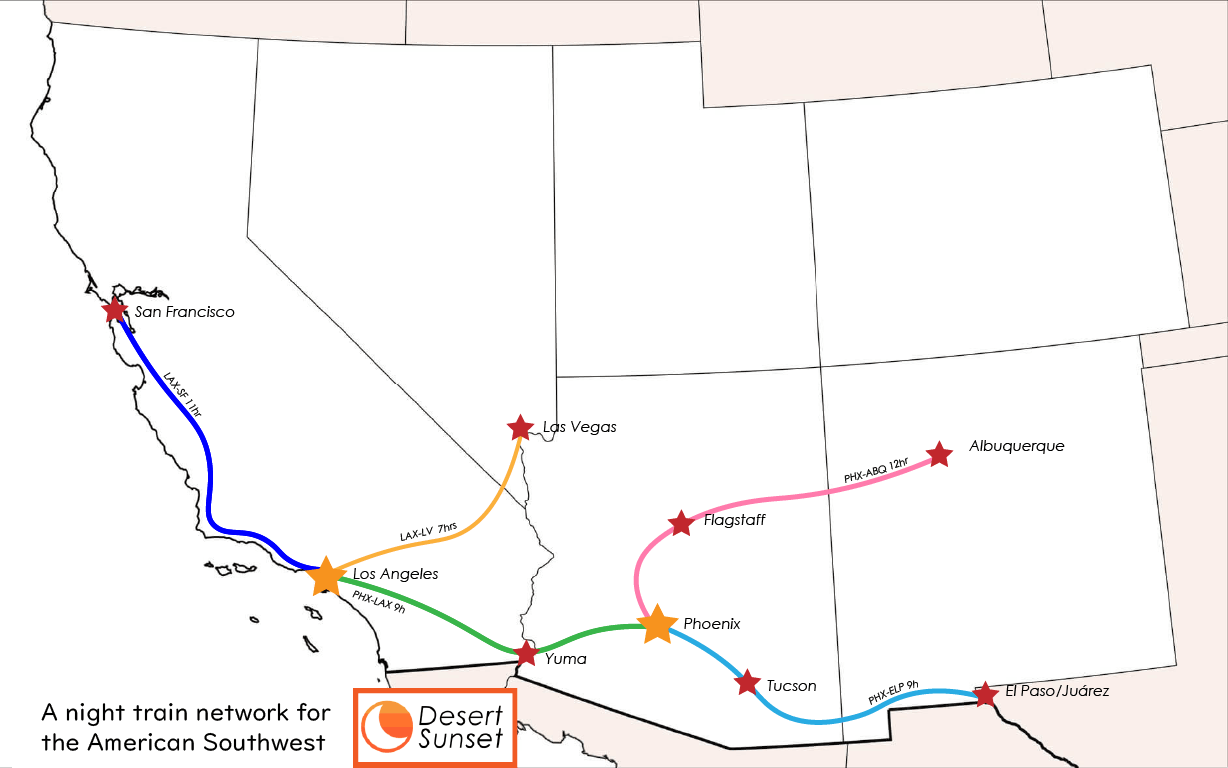 San Francisco
LAX-SF 11hr
Las Vegas
Albuquerque
PHX-ABQ 12hr
Flagstaff
LAX-LV 7hrs
Los Angeles
PHX-LAX 9h
Phoenix
Yuma
Tucson
PHX-ELP 9h
El Paso/Juárez
A night train network for
the American Southwest
Desert
Sunset